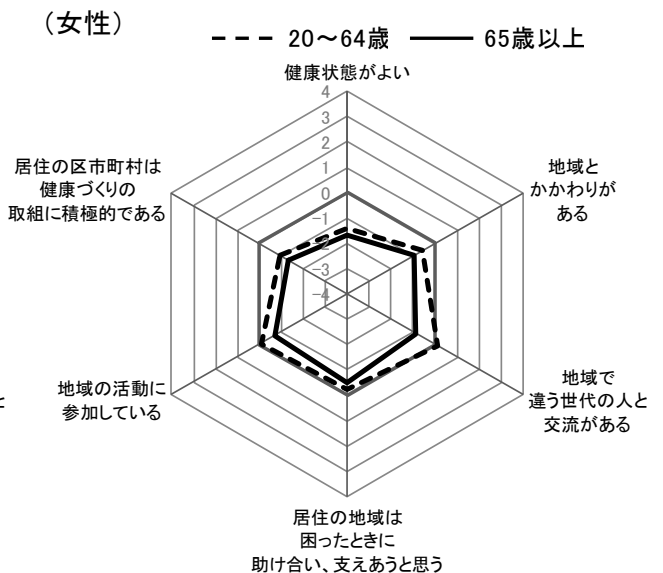 （女性）
20～64歳
65歳以上
健康状態がよい
4
3
2
1
0
−1
−2
−3
−4
地域と
かかわりが
ある
地域で
違う世代の人と
交流がある
居住の地域は
困ったときに
助け合い、支えあうと思う
地域の活動に
参加している
と
居住の区市町村は
健康づくりの
取組に積極的である